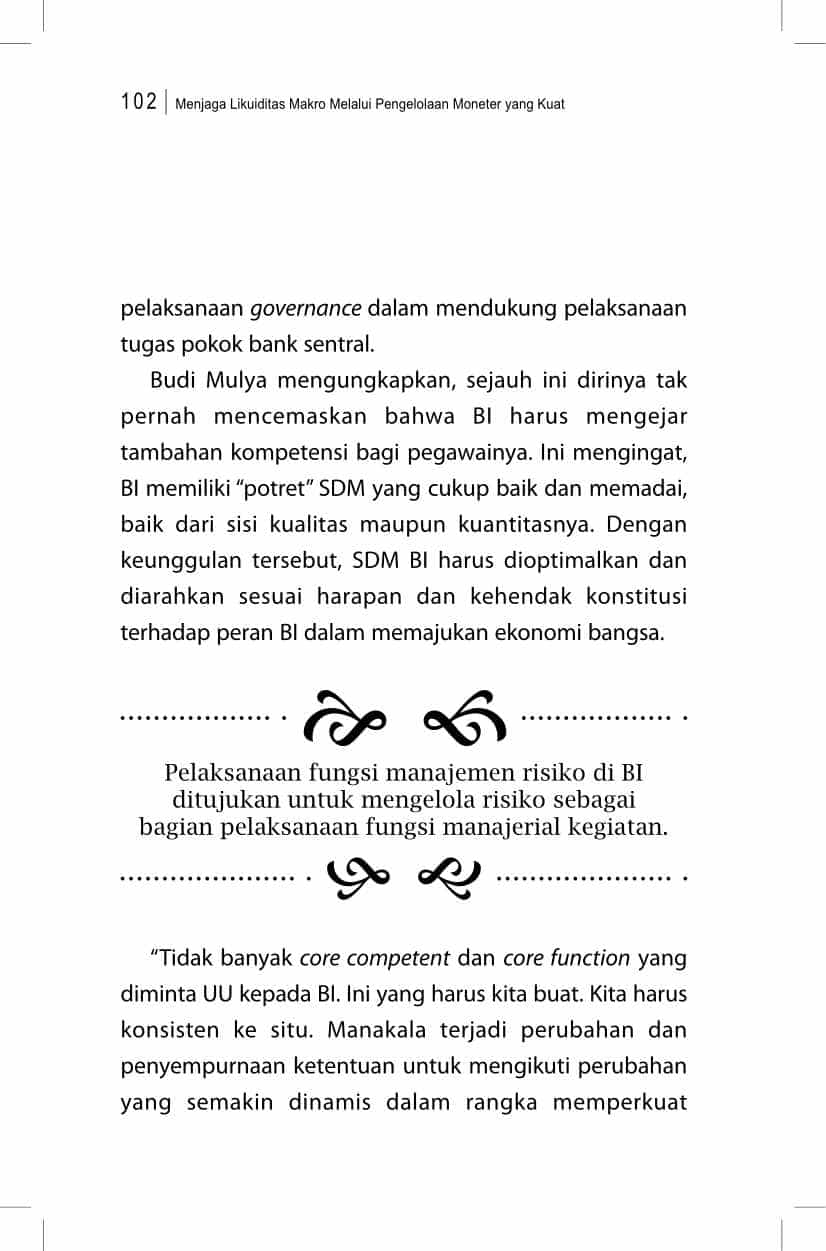 102 | Menjaga Likuiditas Makro Melalui Pengelolaan Moneter yang Kuat
pelaksanaan governance dalam mendukung pelaksanaan
tugas pokok bank sentral.
Budi Mulya mengungkapkan, sejauh ini dirinya tak
pernah mencemaskan bahwa BI harus mengejar
tambahan kompetensi bagi pegawainya. Ini mengingat,
BI memiliki “potret” SDM yang cukup baik dan memadai,
baik dari sisi kualitas maupun kuantitasnya. Dengan
keunggulan tersebut, SDM BI harus dioptimalkan dan
diarahkan sesuai harapan dan kehendak konstitusi
terhadap peran BI dalam memajukan ekonomi bangsa.
Pelaksanaan fungsi manajemen risiko di BI
ditujukan untuk mengelola risiko sebagai
bagian pelaksanaan fungsi manajerial kegiatan.
“Tidak banyak core competent dan core function yang
diminta UU kepada BI. Ini yang harus kita buat. Kita harus
konsisten ke situ. Manakala terjadi perubahan dan
penyempurnaan ketentuan untuk mengikuti perubahan
yang semakin dinamis dalam rangka memperkuat